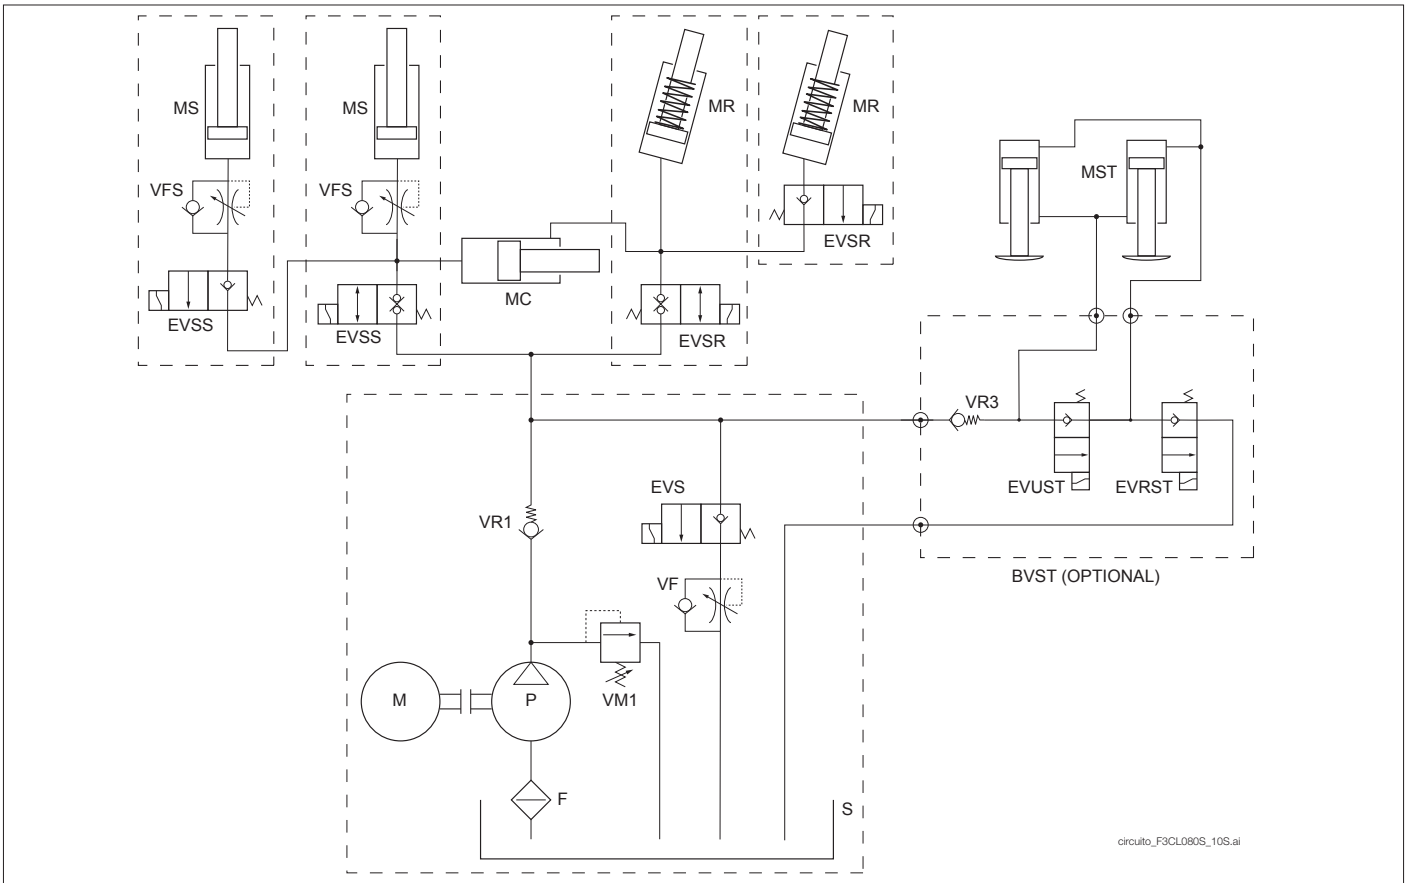 MS
MS
MR
MR
MST
VFS
VFS
EVSR
MC
EVSS
EVSS
EVSR
VR3
EVS
EVUST
EVRST
VR1
BVST (OPTIONAL)
VF
M
P
VM1
F
S
circuito_F3CL080S_10S.ai